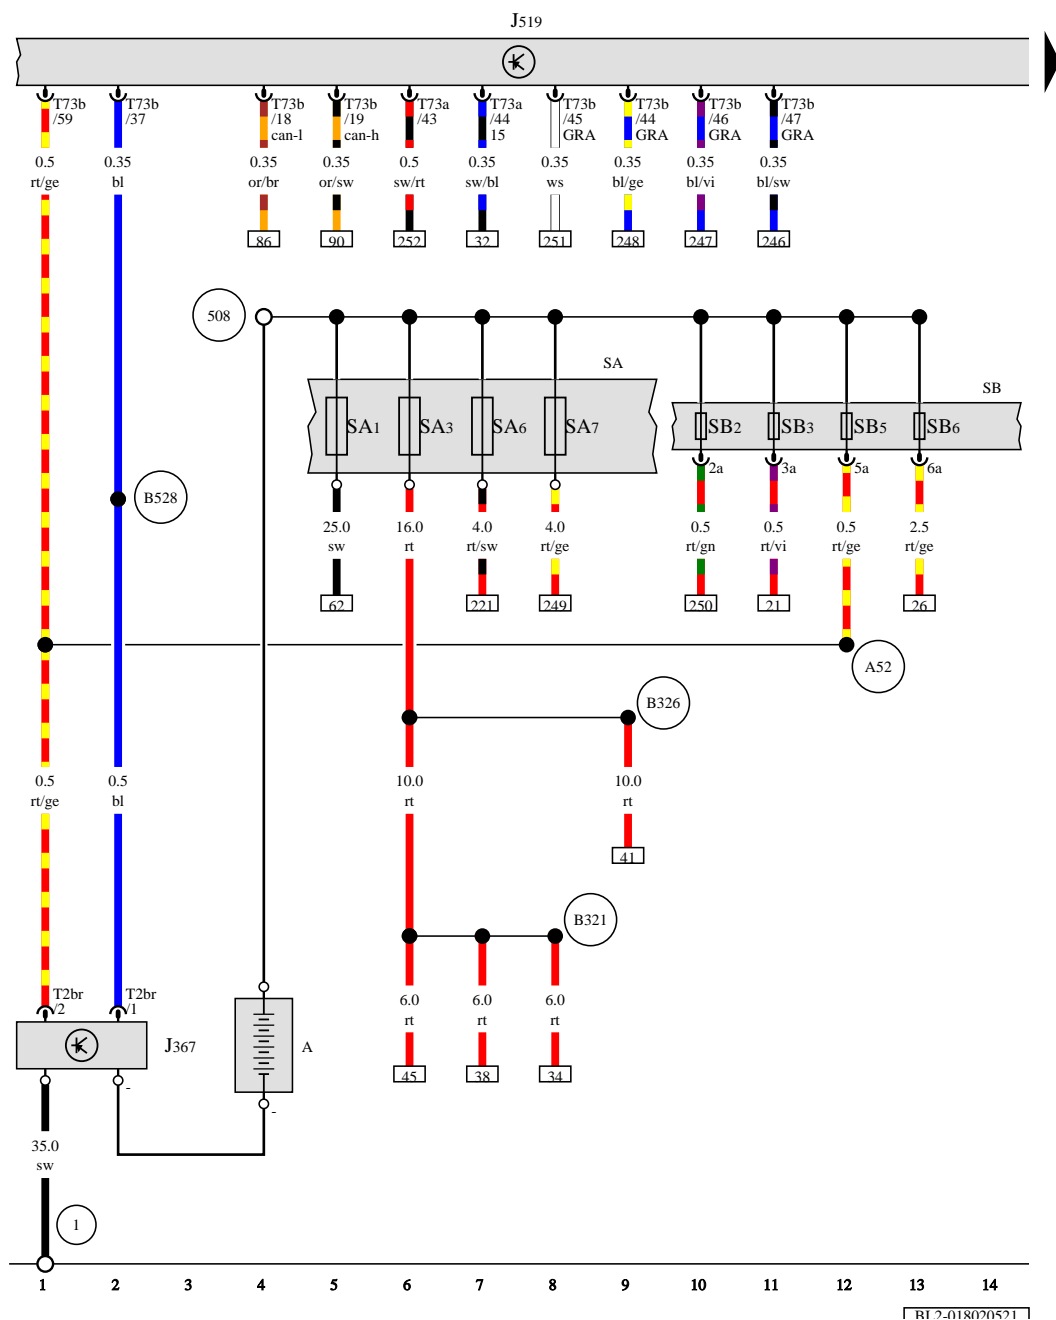 J519
T73b T73b T73b T73b T73a T73a T73b T73b T73b T73b
/59 /37 /18 /19 /43 /44 /45 /44 /46 /47
can-l can-h 15 GRA GRA GRA GRA
0.5 0.35 0.35 0.35 0.5 0.35 0.35 0.35 0.35 0.35
rt/ge bl or/br or/sw sw/rt sw/bl ws bl/ge bl/vi bl/sw
86 90 252 32 251 248 247 246
508
SA
SB
SA1 SA3 SA6 SA7 SB2 SB3 SB5 SB6
2a 3a 5a 6a
B528
25.0 16.0 4.0 4.0 0.5 0.5 0.5 2.5
sw rt rt/sw rt/ge rt/gn rt/vi rt/ge rt/ge
62 221 249 250 21 26
A52
B326
0.5 0.5 10.0 10.0
rt/ge bl rt rt
41
B321
T2br T2br
/2 /1
6.0 6.0 6.0
rt rt rt
J367
A
45 38 34
- -
35.0
sw
1
1 2 3 4 5 6 7 8 9 10 11 12 13 14
BL2-018020521